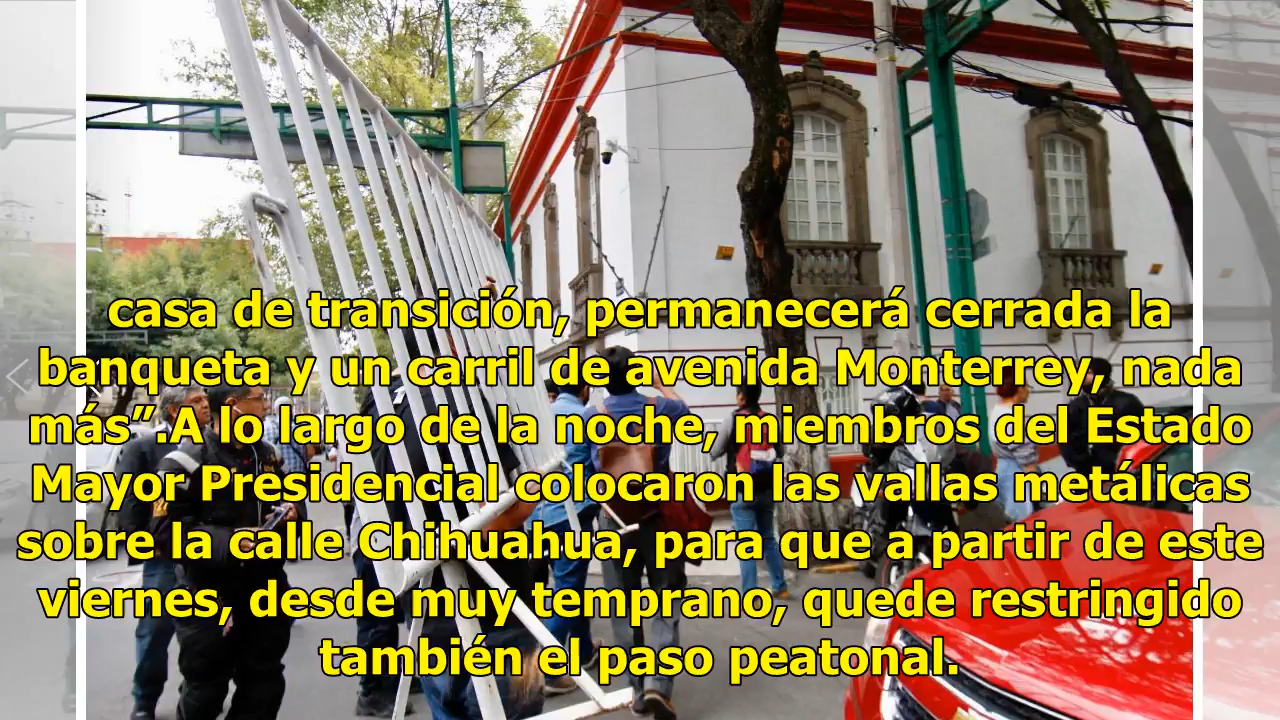 casa de transición, permanecerá cerrada la
banqueta y un carril de avenida Monterrey, nada
más”.A lo largo de la noche, miembros del Estado
Mayor Presidencial colocaron las vallas metálicas
sobre la calle Chihuahua, para que a partir de este
viernes, desde muy temprano, quede restringido
también el paso peatonal.